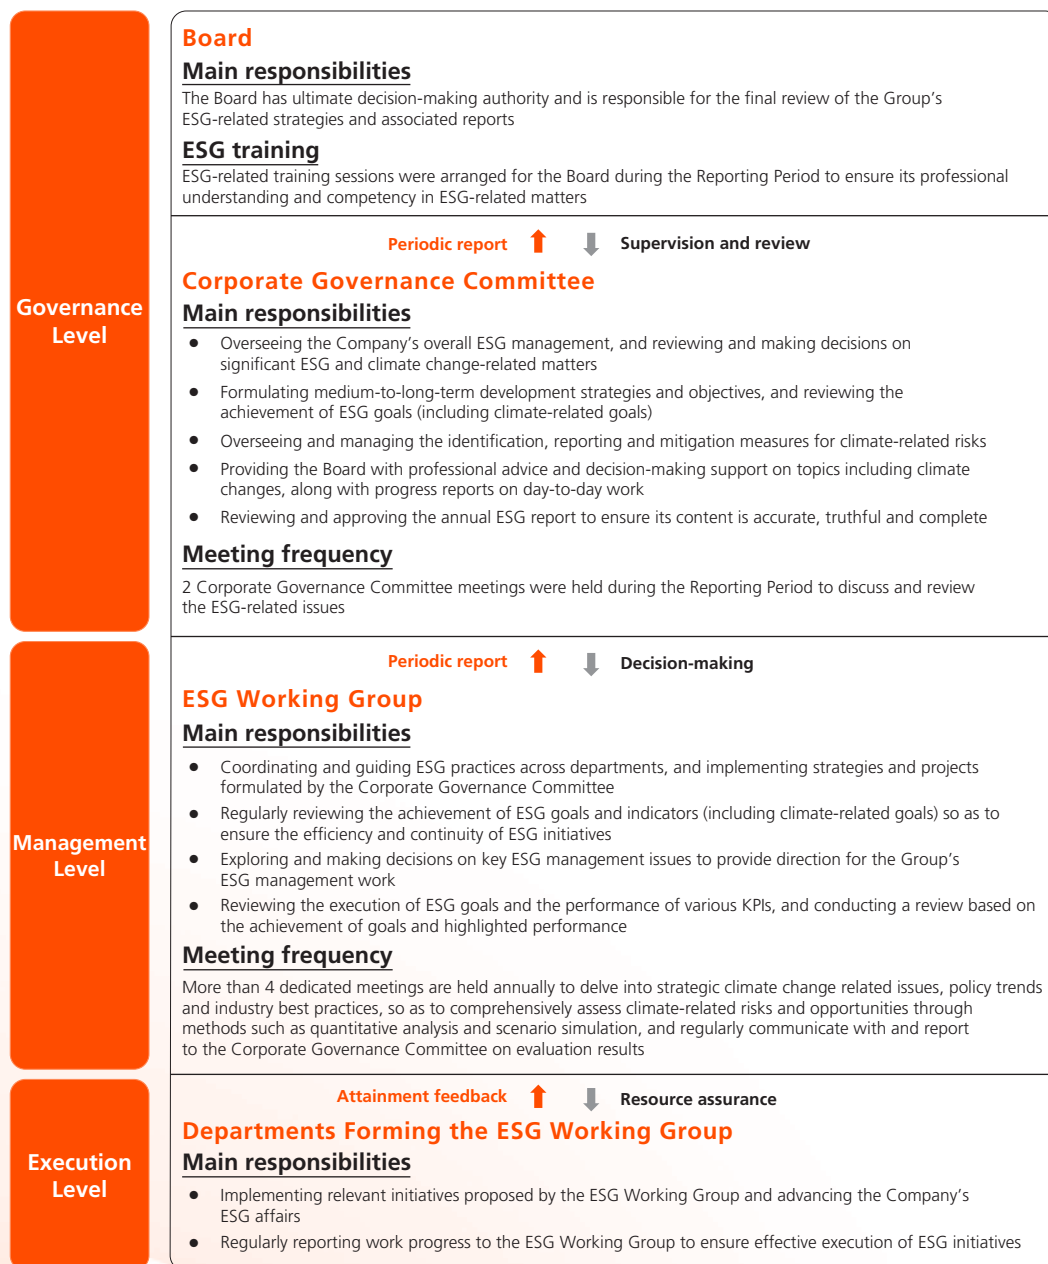 Governance
Level
Board
Main responsibilities
The Board has ultimate decision-making authority and is responsible for the final review of the Group's
ESG-related strategies and associated reports
ESG training
ESG-related training sessions were arranged for the Board during the Reporting Period to ensure its professional
understanding and competency in ESG-related matters
Periodic report Supervision and review
Corporate Governance Committee
Main responsibilities
● Overseeing the Company's overall ESG management, and reviewing and making decisions on
significant ESG and climate change-related matters
● Formulating medium-to-long-term development strategies and objectives, and reviewing the
achievement of ESG goals (including climate-related goals)
● Overseeing and managing the identification, reporting and mitigation measures for climate-related risks
● Providing the Board with professional advice and decision-making support on topics including climate
changes, along with progress reports on day-to-day work
● Reviewing and approving the annual ESG report to ensure its content is accurate, truthful and complete
Meeting frequency
2 Corporate Governance Committee meetings were held during the Reporting Period to discuss and review
the ESG-related issues
Management
Level
Periodic report Decision-making
ESG Working Group
Main responsibilities
● Coordinating and guiding ESG practices across departments, and implementing strategies and projects
formulated by the Corporate Governance Committee
● Regularly reviewing the achievement of ESG goals and indicators (including climate-related goals) so as to
ensure the efficiency and continuity of ESG initiatives
● Exploring and making decisions on key ESG management issues to provide direction for the Group's
ESG management work
● Reviewing the execution of ESG goals and the performance of various KPIs, and conducting a review based on
the achievement of goals and highlighted performance
Meeting frequency
More than 4 dedicated meetings are held annually to delve into strategic climate change related issues, policy trends
and industry best practices, so as to comprehensively assess climate-related risks and opportunities through
methods such as quantitative analysis and scenario simulation, and regularly communicate with and report
to the Corporate Governance Committee on evaluation results
Execution
Level
Attainment feedback Resource assurance
Departments Forming the ESG Working Group
Main responsibilities
● Implementing relevant initiatives proposed by the ESG Working Group and advancing the Company's
ESG affairs
● Regularly reporting work progress to the ESG Working Group to ensure effective execution of ESG initiatives